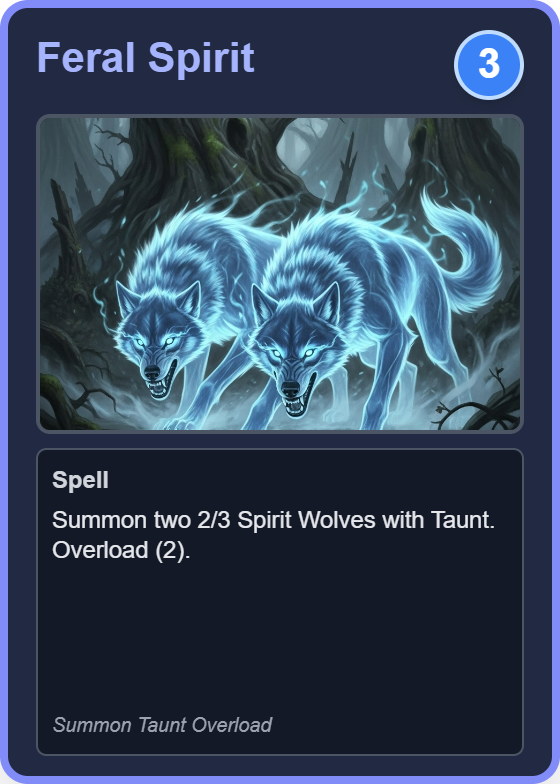 Feral Spirit
3
Spell
Summon two 2/3 Spirit Wolves with Taunt.
Overload (2).
Summon Taunt Overload